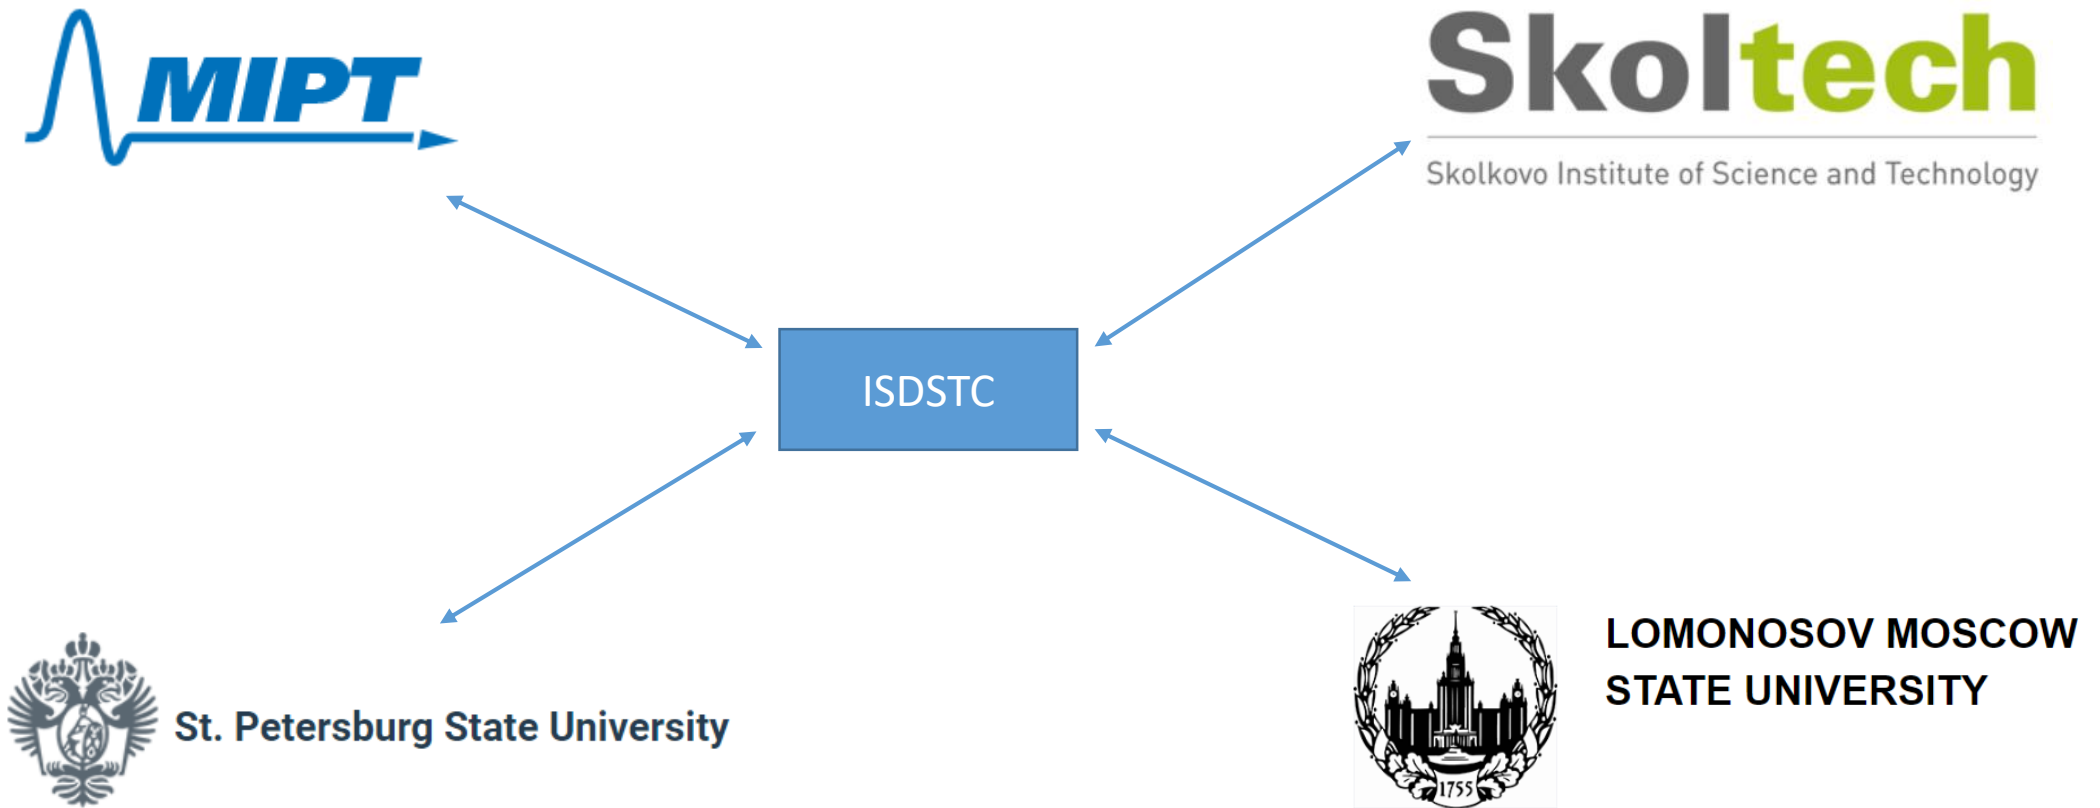 MIPT
Skoltech
Skolkovo Institute of Science and Technology
ISDSTC
St. Petersburg State University
LOMONOSOV MOSCOW
STATE UNIVERSITY
1755